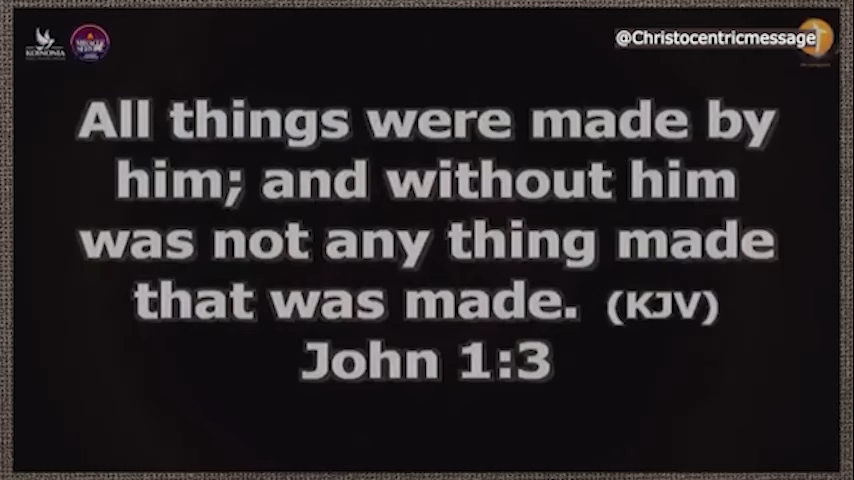 KOINONIA
@Christocentricmessage
All things were made by
him; and without him
was not any thing made
that was made. (KJV)
John 1:3